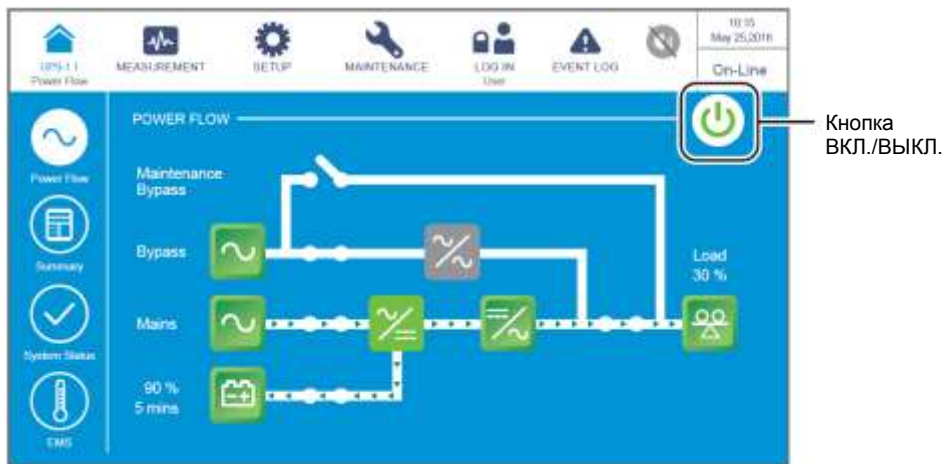 10:15
May 25,2016
UPS-1.1
Power Flow
MEASUREMENT
SETUP
MAINTENANCE
LOG IN
User
EVENT LOG
On-Line
POWER FLOW
Кнопка
ВКЛ./ВЫКЛ.
Power Flow
Maintenance
Bypass
Bypass
Load
30 %
Summary
Mains
System Status
90 %
5 mins
EMS